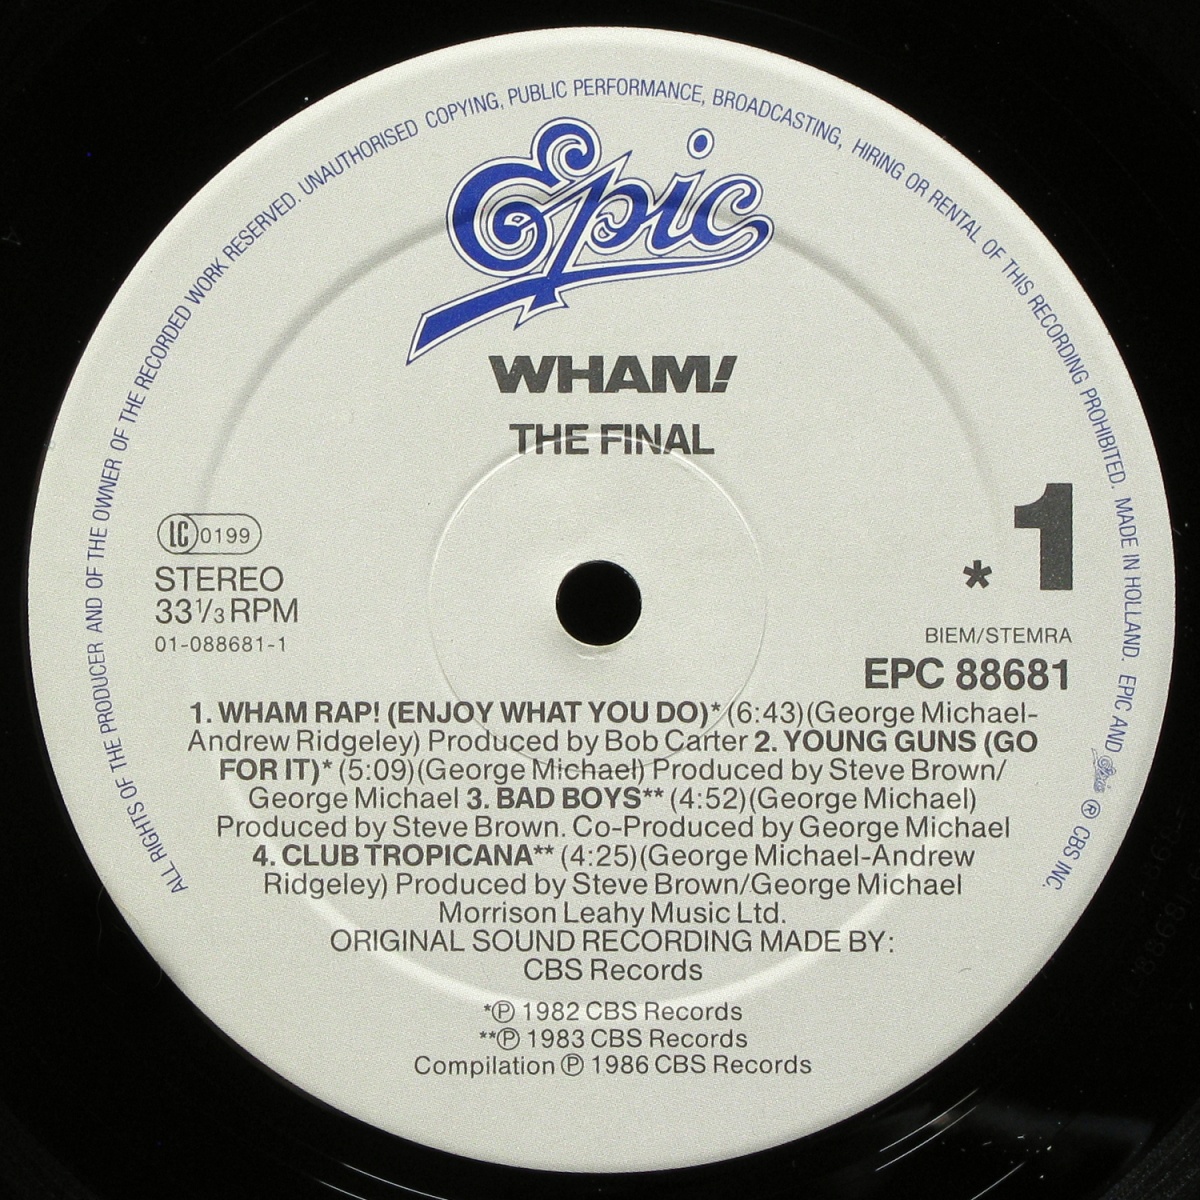 ALL RIGHTS OF THE PRODUCER AND OF THE OWNER OF THE RECORDED WORK RESERVED. UNAUTHORISED COPYING, PUBLIC PERFORMANCE, BROADCASTING, HIRING OR RENTAL OF THIS RECORDING PROHIBITED. MADE IN HOLLAND. EPIC AND Epic ® CBS INC.
Epic
WHAM!
THE FINAL
LC 0199
STEREO
33⅓ RPM
01-088681-1
* 1
BIEM/STEMRA
EPC 88681
1. WHAM RAP! (ENJOY WHAT YOU DO)* (6:43)(George Michael-
Andrew Ridgeley) Produced by Bob Carter 2. YOUNG GUNS (GO
FOR IT)* (5:09)(George Michael) Produced by Steve Brown/
George Michael 3. BAD BOYS** (4:52)(George Michael)
Produced by Steve Brown. Co-Produced by George Michael
4. CLUB TROPICANA** (4:25)(George Michael-Andrew
Ridgeley) Produced by Steve Brown/George Michael
Morrison Leahy Music Ltd.
ORIGINAL SOUND RECORDING MADE BY:
CBS Records
*℗ 1982 CBS Records
**℗ 1983 CBS Records
Compilation ℗ 1986 CBS Records